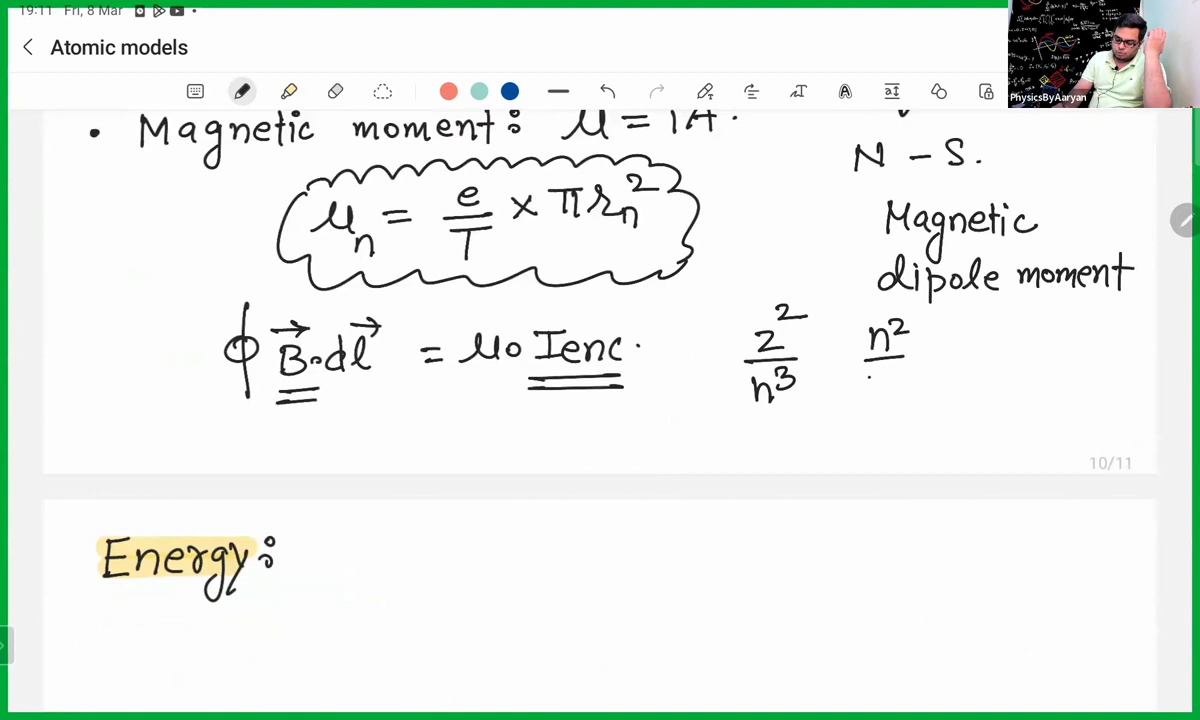 19:11 Fri, 8 Mar
Atomic models
PhysicsByAaryan
• Magnetic moment: μ = IA.
N - S.
μn = e/T × πrn²
Magnetic
dipole moment
∮ B⃗.dl⃗ = μ0 Ienc.
z²/n³ n²
10/11
Energy: